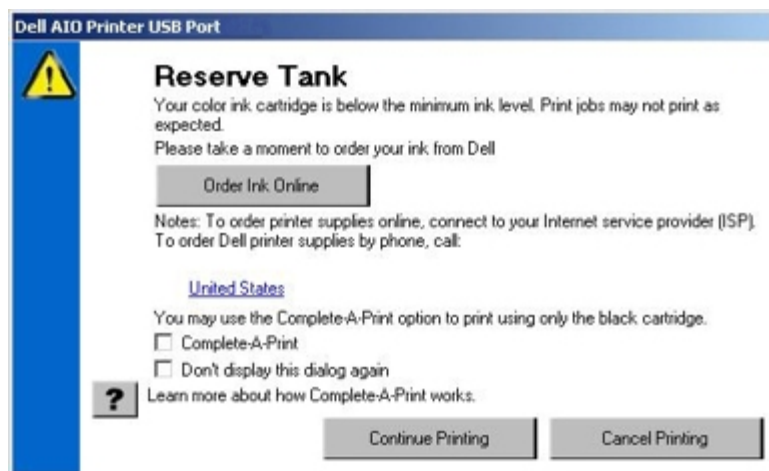 Dell AIO Printer USB Port
Reserve Tank
Your color ink cartridge is below the minimum ink level. Print jobs may not print as
expected.
Please take a moment to order your ink from Dell
Order Ink Online
Notes: To order printer supplies online, connect to your Internet service provider (ISP).
To order Dell printer supplies by phone, call:
United States
You may use the Complete-A-Print option to print using only the black cartridge.
Complete-A-Print
Don't display this dialog again
? Learn more about how Complete-A-Print works.
Continue Printing Cancel Printing